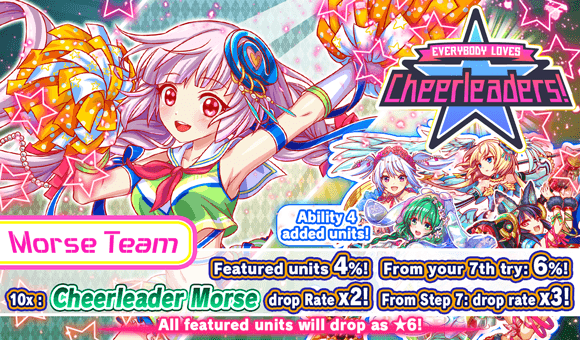 EVERYBODY LOVES
Cheerleaders!
Ability 4
added units!
Morse Team
Featured units 4%! From your 7th try: 6%!
10x: Cheerleader Morse drop Rate x2! From Step 7: drop rate x3!
All featured units will drop as ★6!